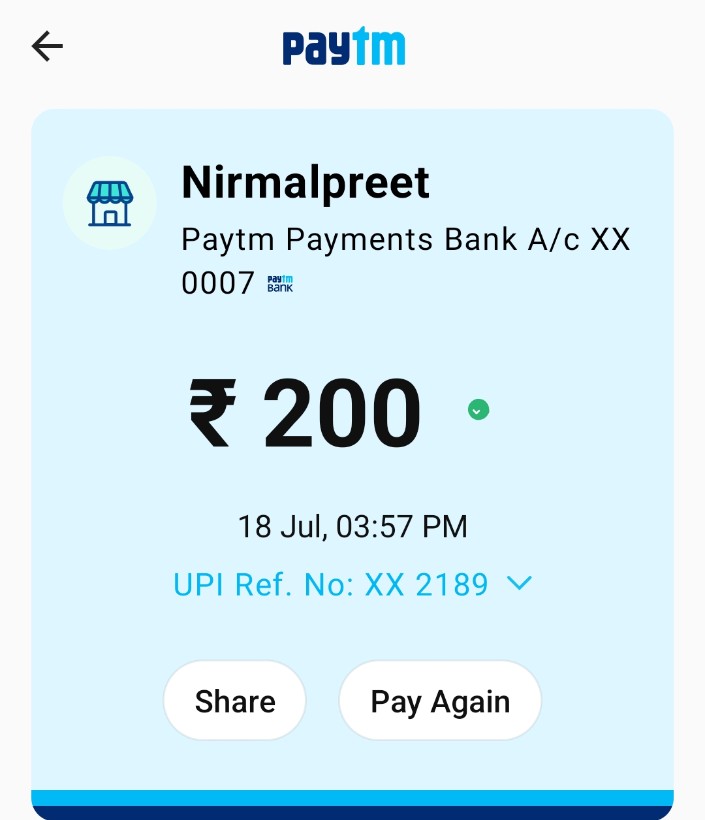 paytm
Nirmalpreet
Paytm Payments Bank A/c XX
0007 paytm BANK
₹ 200
18 Jul, 03:57 PM
UPI Ref. No: XX 2189
Share Pay Again